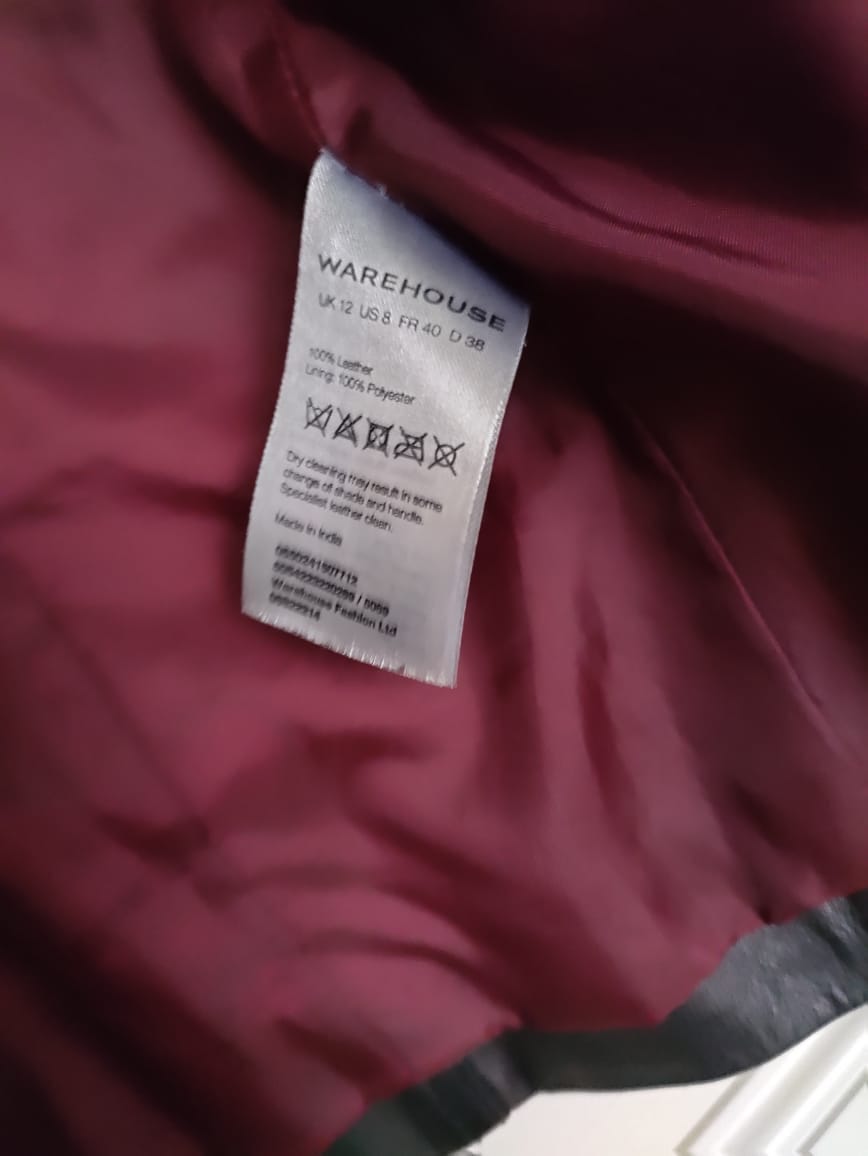 WAREHOUSE
UK 12 US 8 FR 40 D 38
100% Leather
Lining: 100% Polyester
Dry cleaning may result in some
change of shade and handle.
Specialist leather clean.
Made in India
Warehouse Fashion Ltd